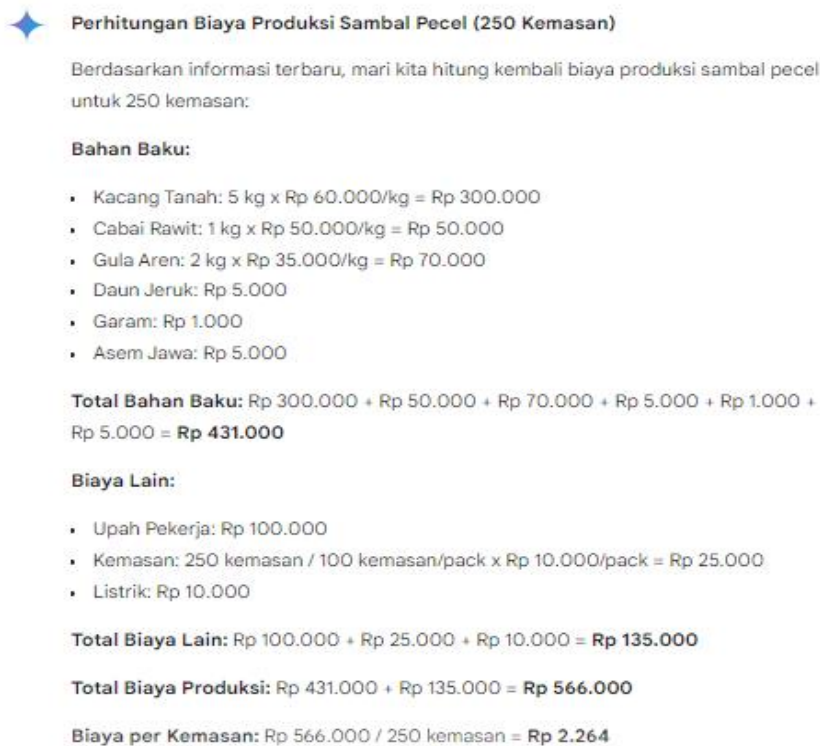 Perhitungan Biaya Produksi Sambal Pecel (250 Kemasan)
Berdasarkan informasi terbaru, mari kita hitung kembali biaya produksi sambal pecel
untuk 250 kemasan:
Bahan Baku:
• Kacang Tanah: 5 kg x Rp 60.000/kg = Rp 300.000
• Cabai Rawit: 1 kg x Rp 50.000/kg = Rp 50.000
• Gula Aren: 2 kg x Rp 35.000/kg = Rp 70.000
• Daun Jeruk: Rp 5.000
• Garam: Rp 1.000
• Asem Jawa: Rp 5.000
Total Bahan Baku: Rp 300.000 + Rp 50.000 + Rp 70.000 + Rp 5.000 + Rp 1.000 +
Rp 5.000 = Rp 431.000
Biaya Lain:
• Upah Pekerja: Rp 100.000
• Kemasan: 250 kemasan / 100 kemasan/pack x Rp 10.000/pack = Rp 25.000
• Listrik: Rp 10.000
Total Biaya Lain: Rp 100.000 + Rp 25.000 + Rp 10.000 = Rp 135.000
Total Biaya Produksi: Rp 431.000 + Rp 135.000 = Rp 566.000
Biaya per Kemasan: Rp 566.000 / 250 kemasan = Rp 2.264